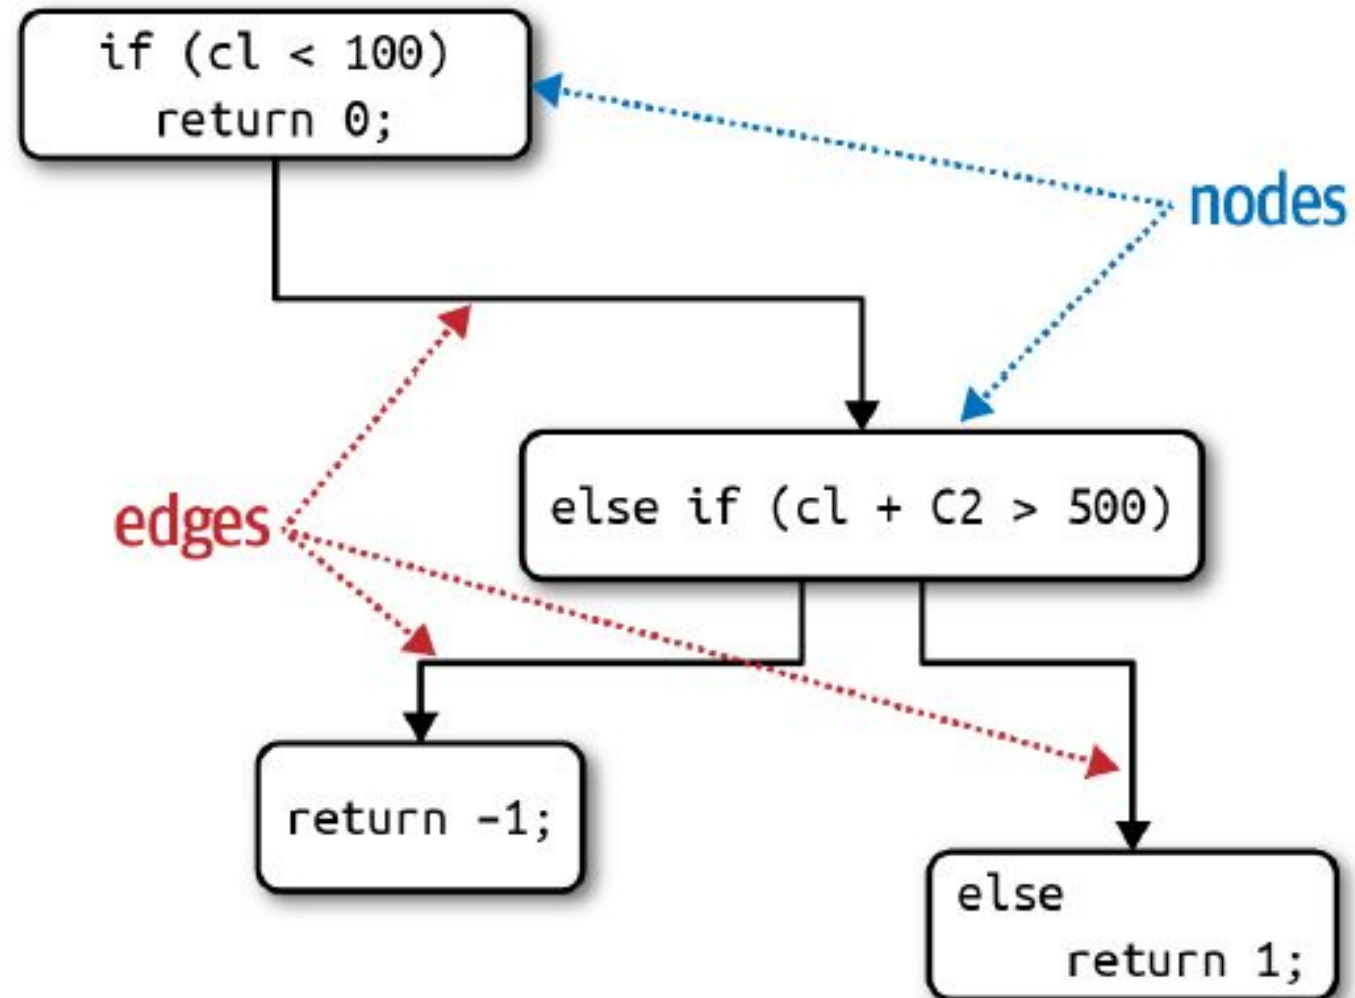 if (cl < 100)
return 0;
nodes
edges
else if (cl + C2 > 500)
return -1;
else
return 1;